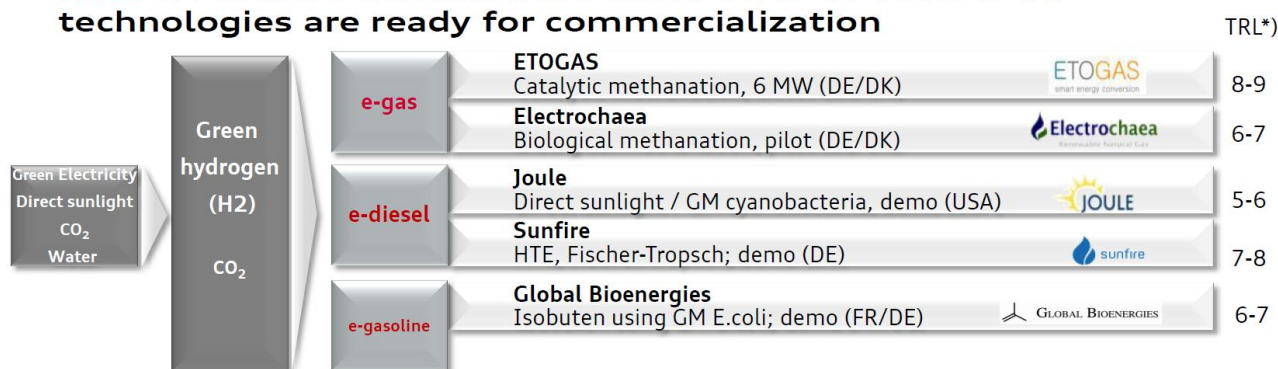 technologies are ready for commercialization
TRL*)
Green Electricity
Direct sunlight
CO₂
Water
Green
hydrogen
(H2)
CO₂
e-gas
ETOGAS
Catalytic methanation, 6 MW (DE/DK)
ETOGAS
smart energy conversion
8-9
Electrochaea
Biological methanation, pilot (DE/DK)
Electrochaea
Renewable Natural Gas
6-7
e-diesel
Joule
Direct sunlight / GM cyanobacteria, demo (USA)
JOULE
5-6
Sunfire
HTE, Fischer-Tropsch; demo (DE)
sunfire
7-8
e-gasoline
Global Bioenergies
Isobuten using GM E.coli; demo (FR/DE)
GLOBAL BIOENERGIES
6-7